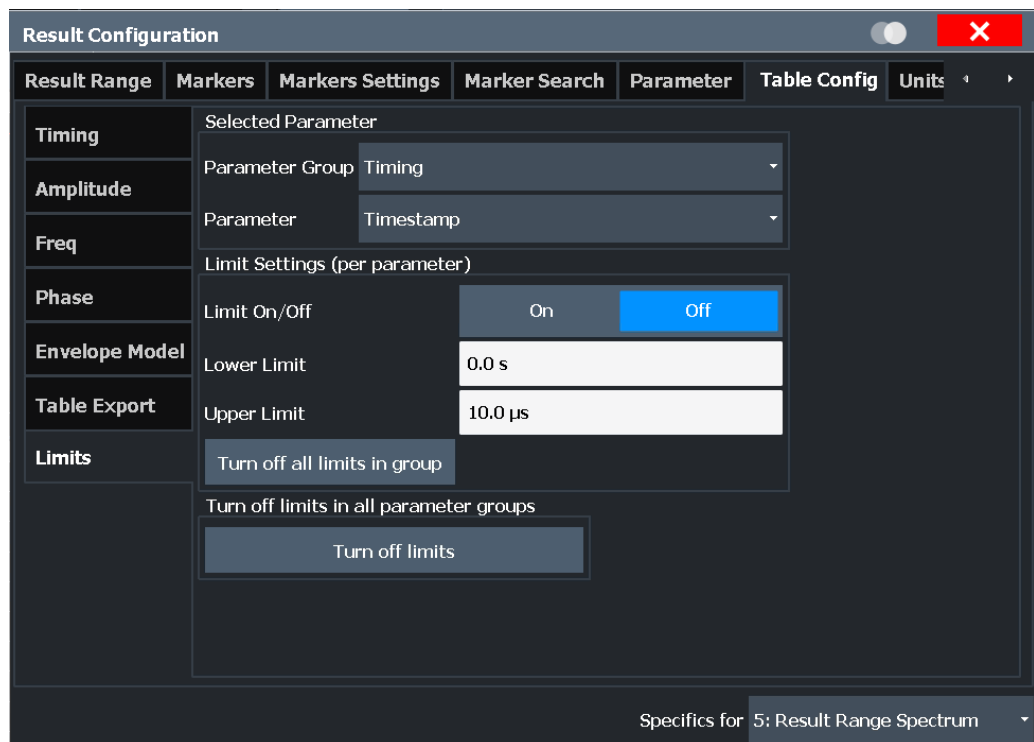 Result Configuration
Result Range Markers Markers Settings Marker Search Parameter Table Config Units
Timing
Amplitude
Freq
Phase
Envelope Model
Table Export
Limits
Selected Parameter
Parameter Group Timing
Parameter Timestamp
Limit Settings (per parameter)
Limit On/Off On Off
Lower Limit 0.0 s
Upper Limit 10.0 µs
Turn off all limits in group
Turn off limits in all parameter groups
Turn off limits
Specifics for 5: Result Range Spectrum